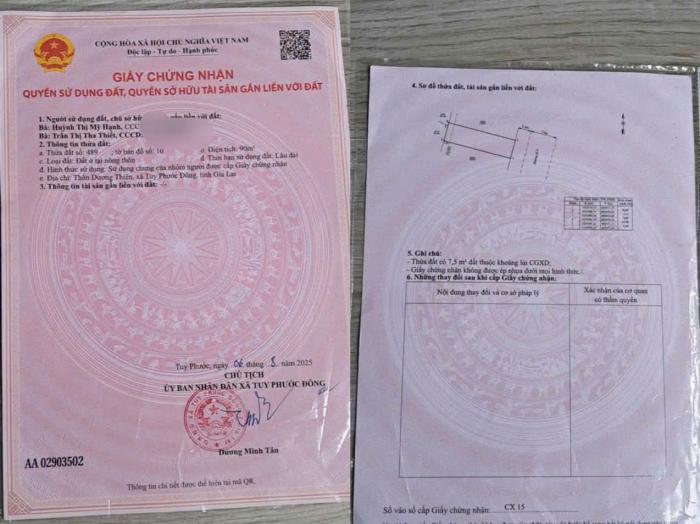 CỘNG HÒA XÃ HỘI CHỦ NGHĨA VIỆT NAM
Độc lập - Tự do - Hạnh phúc
GIẤY CHỨNG NHẬN
QUYỀN SỬ DỤNG ĐẤT, QUYỀN SỞ HỮU TÀI SẢN GẮN LIỀN VỚI ĐẤT
1. Người sử dụng đất, chủ sở hữ gắn liền với đất:
Bà: Huỳnh Thị Mỹ Hạnh, CCC
Bà: Trần Thị Tha Thiết, CCCD.
2. Thông tin thửa đất:
a. Thửa đất số: 489 ; tờ bản đồ số: 10 b. Diện tích: 90m²
c. Loại đất: Đất ở tại nông thôn d. Thời hạn sử dụng đất: Lâu dài
đ. Hình thức sử dụng: Sử dụng chung của nhóm người được cấp Giấy chứng nhận
e. Địa chỉ: Thôn Dương Thiện, xã Tuy Phước Đông, tỉnh Gia Lai
3. Thông tin tài sản gắn liền với đất: -/-
Tuy Phước, ngày 06 tháng 8 năm 2025
CHỦ TỊCH
ỦY BAN NHÂN DÂN XÃ TUY PHƯỚC ĐÔNG
Dương Minh Tân
AA 02903502
Thông tin chi tiết được thể hiện tại mã QR.
4. Sơ đồ thửa đất, tài sản gắn liền với đất:
5. Ghi chú:
- Thửa đất có 7,5 m² đất thuộc khoảng lùi CGXD;
- Giấy chứng nhận không được ép nhựa dưới mọi hình thức./.
6. Những thay đổi sau khi cấp Giấy chứng nhận:
Nội dung thay đổi và cơ sở pháp lý
Xác nhận của cơ quan
có thẩm quyền
Số vào sổ cấp Giấy chứng nhận: CX 15